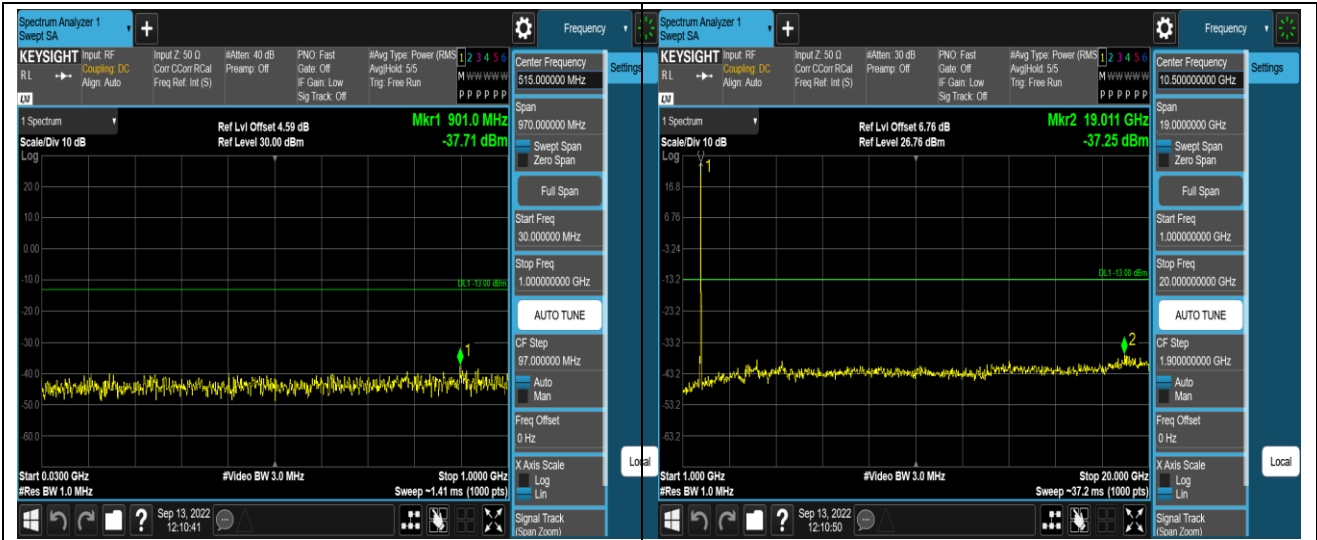 Spectrum Analyzer 1
Swept SA
+
Frequency
KEYSIGHT
RL
LXI
Input: RF
Coupling: DC
Align: Auto
Input Z: 50 Ω
Corr CCorr RCal
Freq Ref: Int (S)
#Atten: 40 dB
Preamp: Off
PNO: Fast
Gate: Off
IF Gain: Low
Sig Track: Off
#Avg Type: Power (RMS
Avg|Hold: 5/5
Trig: Free Run
1 2 3 4 5 6
M W W W W W
P P P P P P
Center Frequency
515.000000 MHz
Settings
Span
970.000000 MHz
Swept Span
Zero Span
Full Span
Start Freq
30.000000 MHz
Stop Freq
1.000000000 GHz
AUTO TUNE
CF Step
97.000000 MHz
Auto
Man
Freq Offset
0 Hz
X Axis Scale
Log
Lin
Signal Track
(Span Zoom)
Local
1 Spectrum
Scale/Div 10 dB
Log
Ref Lvl Offset 4.59 dB
Ref Level 30.00 dBm
Mkr1 901.0 MHz
-37.71 dBm
20.0
10.0
0.00
-10.0
DL1 -13.00 dBm
-20.0
-30.0
1
-40.0
-50.0
-60.0
Start 0.0300 GHz
#Res BW 1.0 MHz
#Video BW 3.0 MHz
Stop 1.0000 GHz
Sweep ~1.41 ms (1000 pts)
?
Sep 13, 2022
12:10:41
Spectrum Analyzer 1
Swept SA
+
Frequency
KEYSIGHT
RL
LXI
Input: RF
Coupling: DC
Align: Auto
Input Z: 50 Ω
Corr CCorr RCal
Freq Ref: Int (S)
#Atten: 30 dB
Preamp: Off
PNO: Fast
Gate: Off
IF Gain: Low
Sig Track: Off
#Avg Type: Power (RMS
Avg|Hold: 5/5
Trig: Free Run
1 2 3 4 5 6
M W W W W W
P P P P P P
Center Frequency
10.500000000 GHz
Settings
Span
19.0000000 GHz
Swept Span
Zero Span
Full Span
Start Freq
1.000000000 GHz
Stop Freq
20.000000000 GHz
AUTO TUNE
CF Step
1.900000000 GHz
Auto
Man
Freq Offset
0 Hz
X Axis Scale
Log
Lin
Signal Track
(Span Zoom)
Local
1 Spectrum
Scale/Div 10 dB
Log
Ref Lvl Offset 6.76 dB
Ref Level 26.76 dBm
Mkr2 19.011 GHz
-37.25 dBm
1
16.8
6.76
-3.24
-13.2
DL1 -13.00 dBm
-23.2
-33.2
2
-43.2
-53.2
-63.2
Start 1.000 GHz
#Res BW 1.0 MHz
#Video BW 3.0 MHz
Stop 20.000 GHz
Sweep ~37.2 ms (1000 pts)
?
Sep 13, 2022
12:10:50